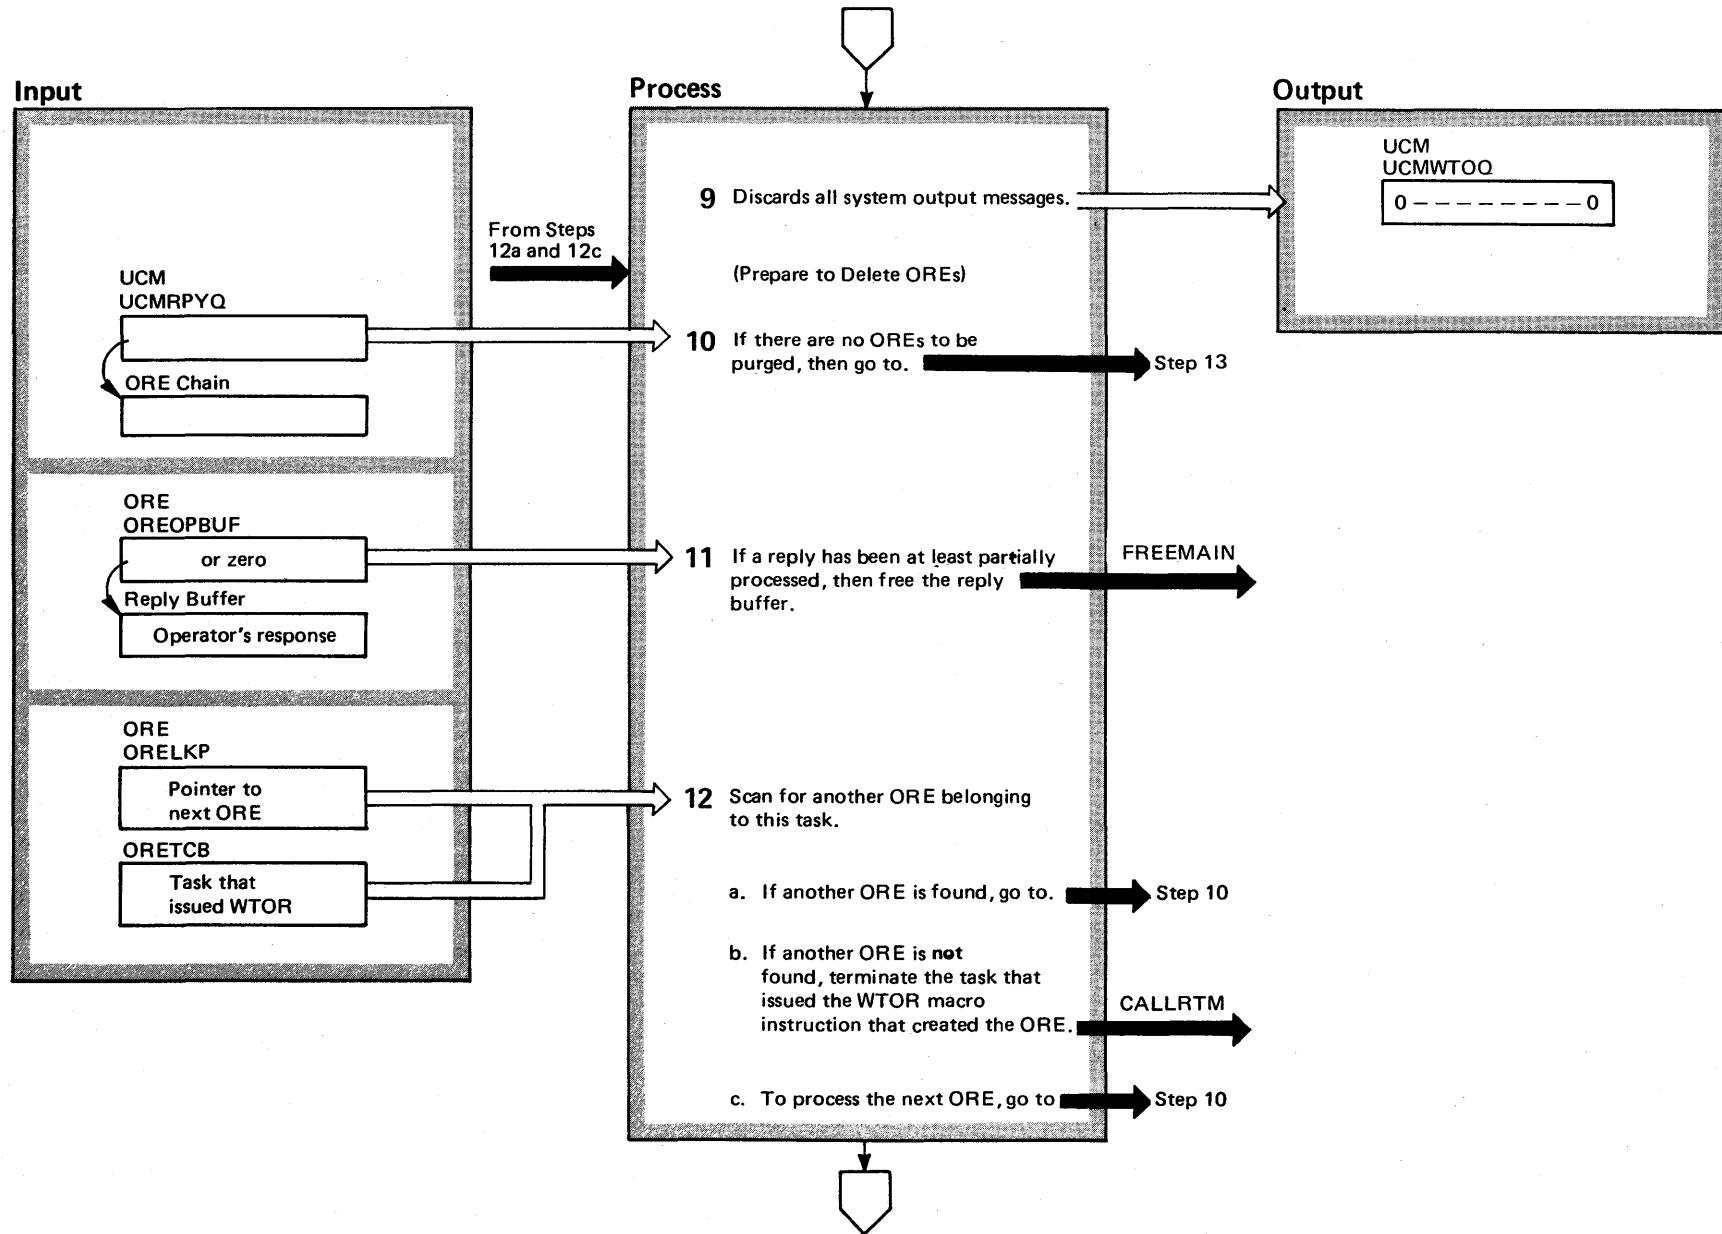 Input
UCM
UCMRPYQ
ORE Chain
ORE
OREOPBUF
or zero
Reply Buffer
Operator's response
ORE
ORELKP
Pointer to
next ORE
ORETCB
Task that
issued WTOR
From Steps
12a and 12c
Process
9 Discards all system output messages.
(Prepare to Delete OREs)
10 If there are no OREs to be
purged, then go to. Step 13
11 If a reply has been at least partially
processed, then free the reply
buffer.
FREEMAIN
12 Scan for another ORE belonging
to this task.
a. If another ORE is found, go to. Step 10
b. If another ORE is not
found, terminate the task that
issued the WTOR macro
instruction that created the ORE.
CALLRTM
c. To process the next ORE, go to Step 10
Output
UCM
UCMWTOQ
0 – – – – – – – – 0